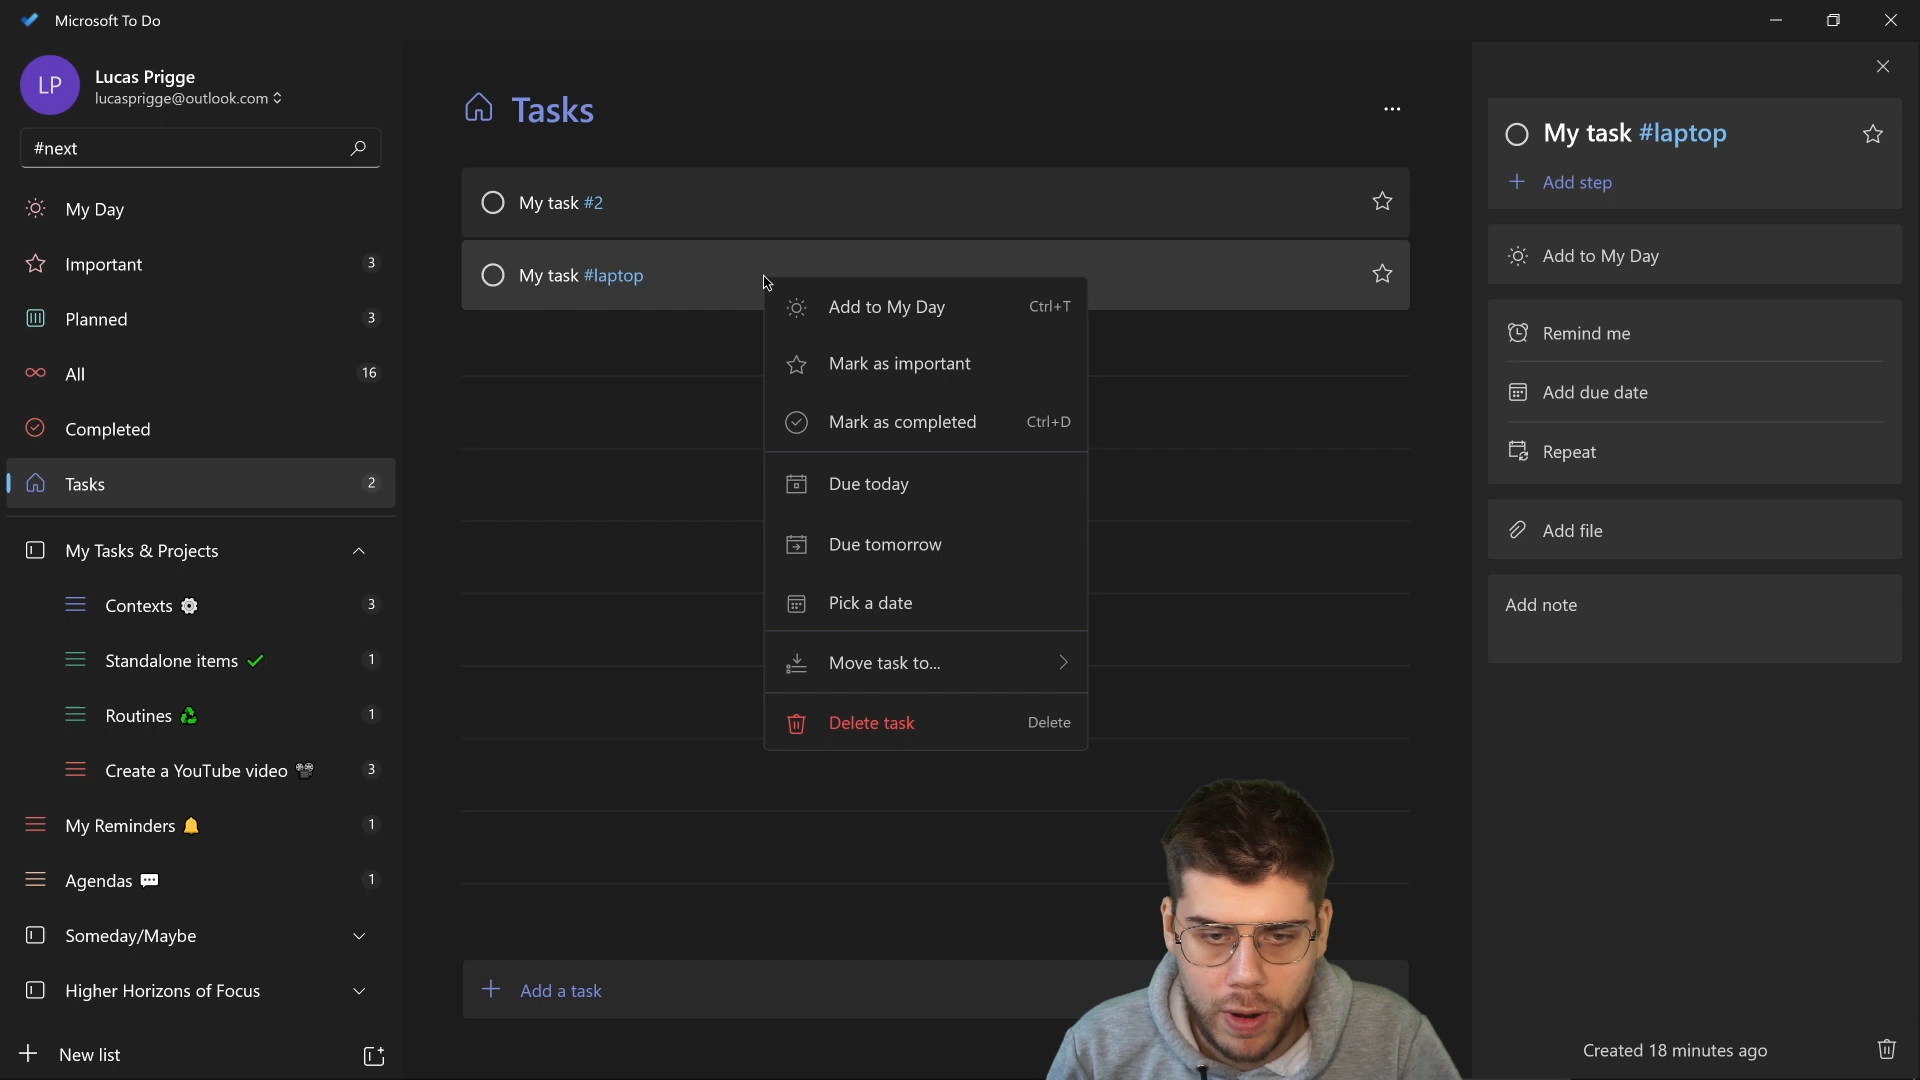 Microsoft To Do
LP
Lucas Prigge
lucasprigge@outlook.com
#next
My Day
Important 3
Planned 3
All 16
Completed
Tasks 2
My Tasks & Projects
Contexts 3
Standalone items 1
Routines 1
Create a YouTube video 3
My Reminders 1
Agendas 1
Someday/Maybe
Higher Horizons of Focus
New list
Tasks
My task #2
My task #laptop
Add to My Day Ctrl+T
Mark as important
Mark as completed Ctrl+D
Due today
Due tomorrow
Pick a date
Move task to...
Delete task Delete
Add a task
My task #laptop
Add step
Add to My Day
Remind me
Add due date
Repeat
Add file
Add note
Created 18 minutes ago